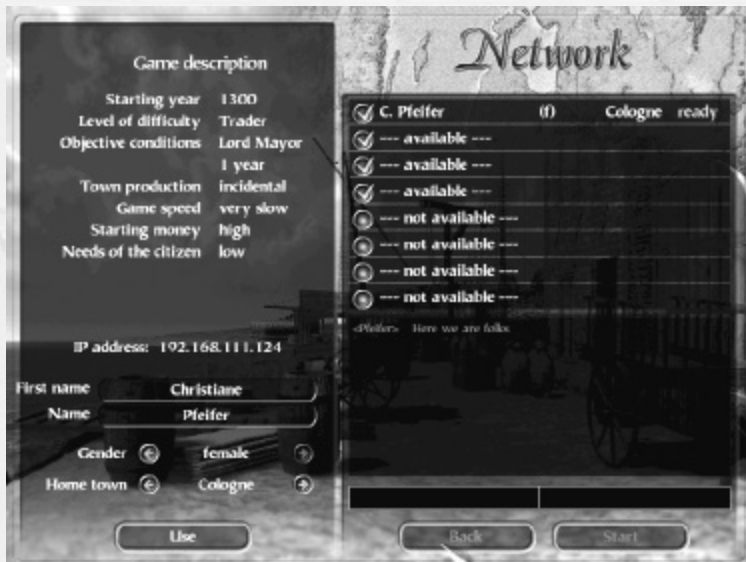 Network
Game description
Starting year 1300
Level of difficulty Trader
Objective conditions Lord Mayor
1 year
Town production incidental
Game speed very slow
Starting money high
Needs of the citizen low
IP address: 192.168.111.124
First name Christiane
Name Pfeifer
Gender female
Home town Cologne
Use
C. Pfeifer (f) Cologne ready
--- available ---
--- available ---
--- available ---
--- not available ---
--- not available ---
--- not available ---
--- not available ---
<Pfeifer> Here we are folks
Back
Start